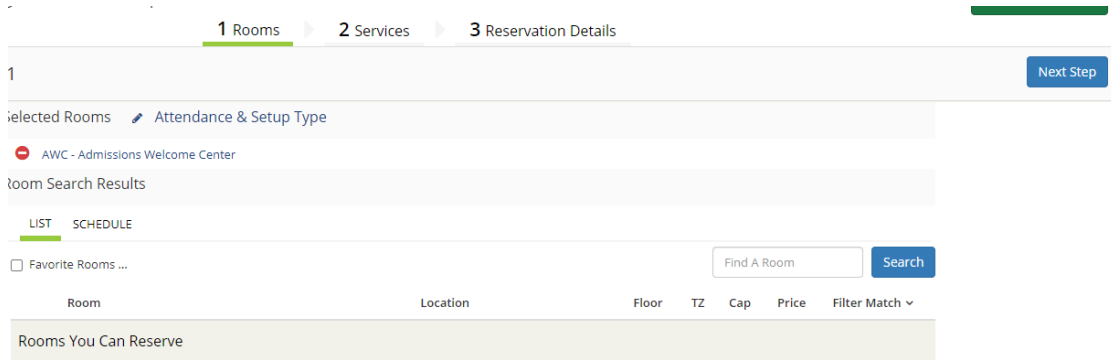 1 Rooms 2 Services 3 Reservation Details
1 Next Step
Selected Rooms Attendance & Setup Type
AWC - Admissions Welcome Center
Room Search Results
LIST SCHEDULE
Favorite Rooms ... Find A Room Search
Room Location Floor TZ Cap Price Filter Match
Rooms You Can Reserve